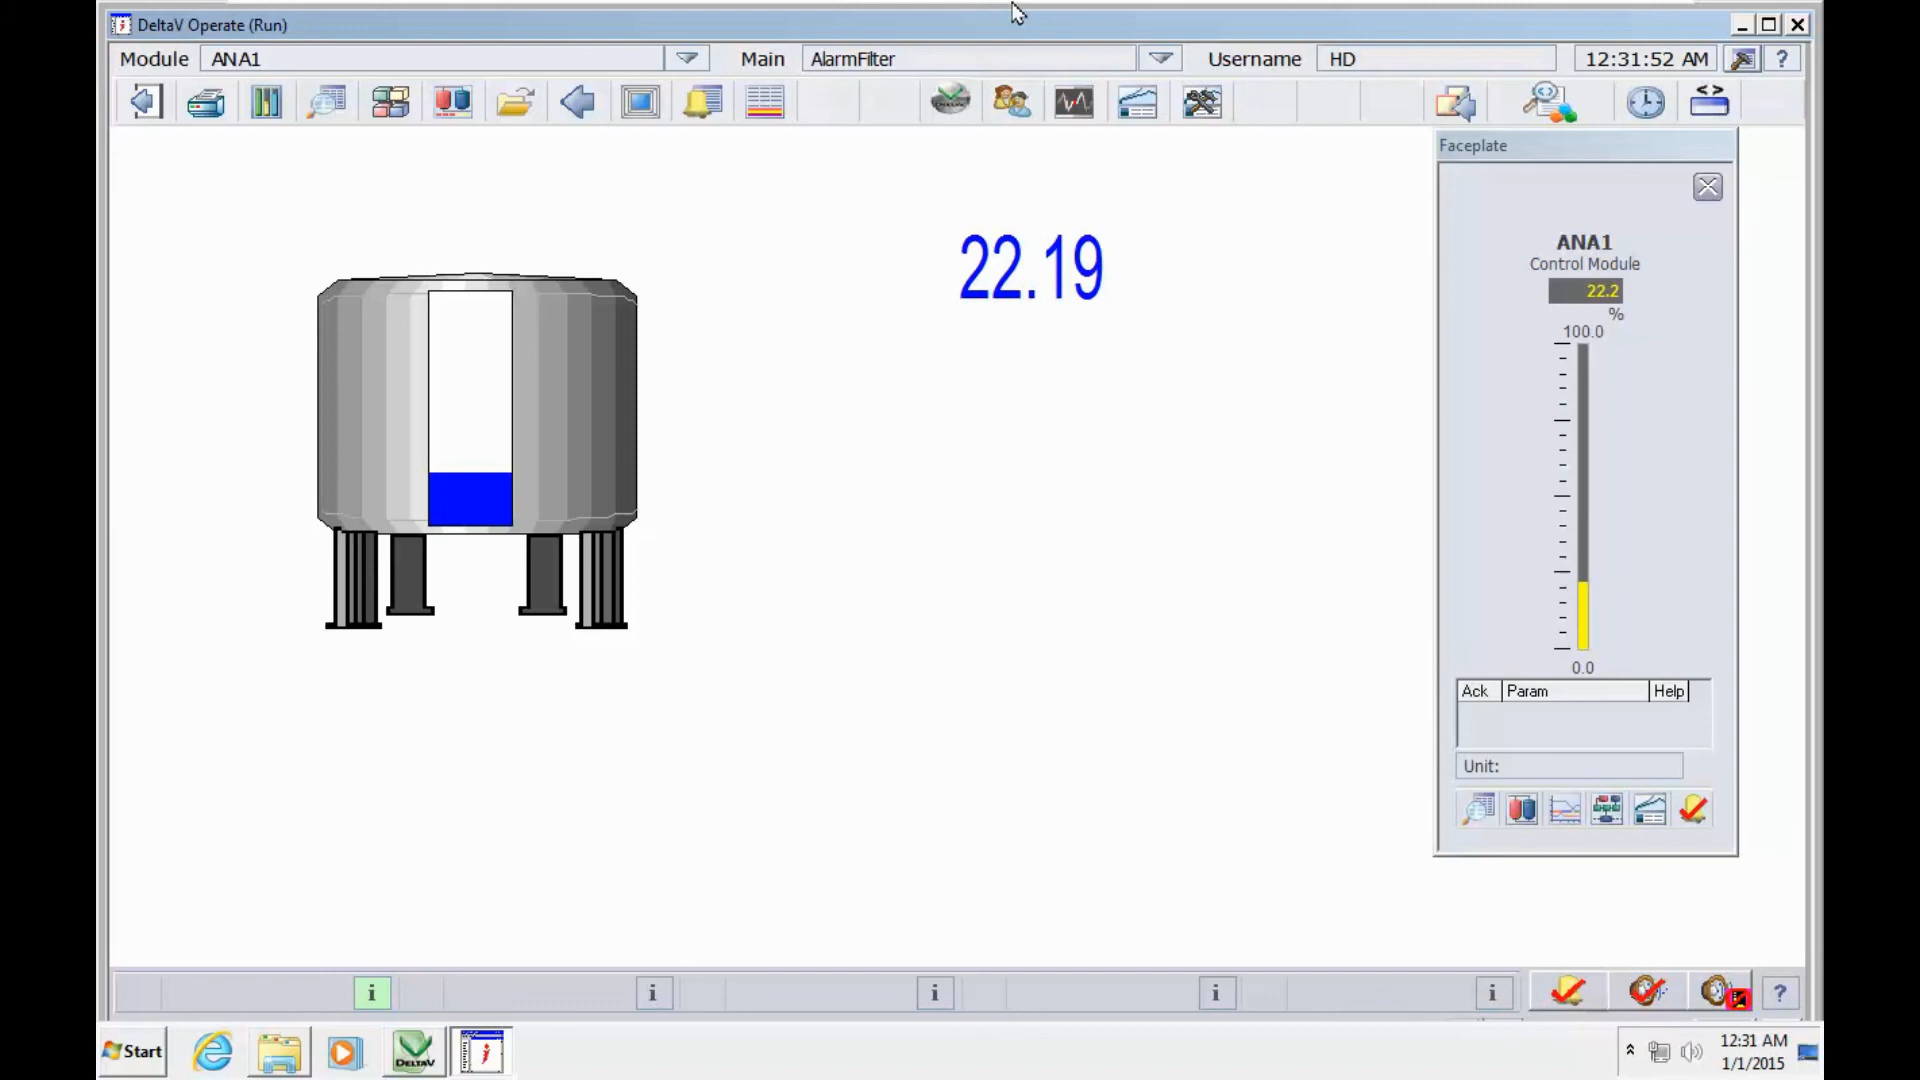 DeltaV Operate (Run)
Module ANA1 Main AlarmFilter Username HD 12:31:52 AM ?
Faceplate
22.19
ANA1
Control Module
22.2
%
100.0
0.0
Ack Param Help
Unit:
i i i i i ?
Start DELTAV 12:31 AM
1/1/2015